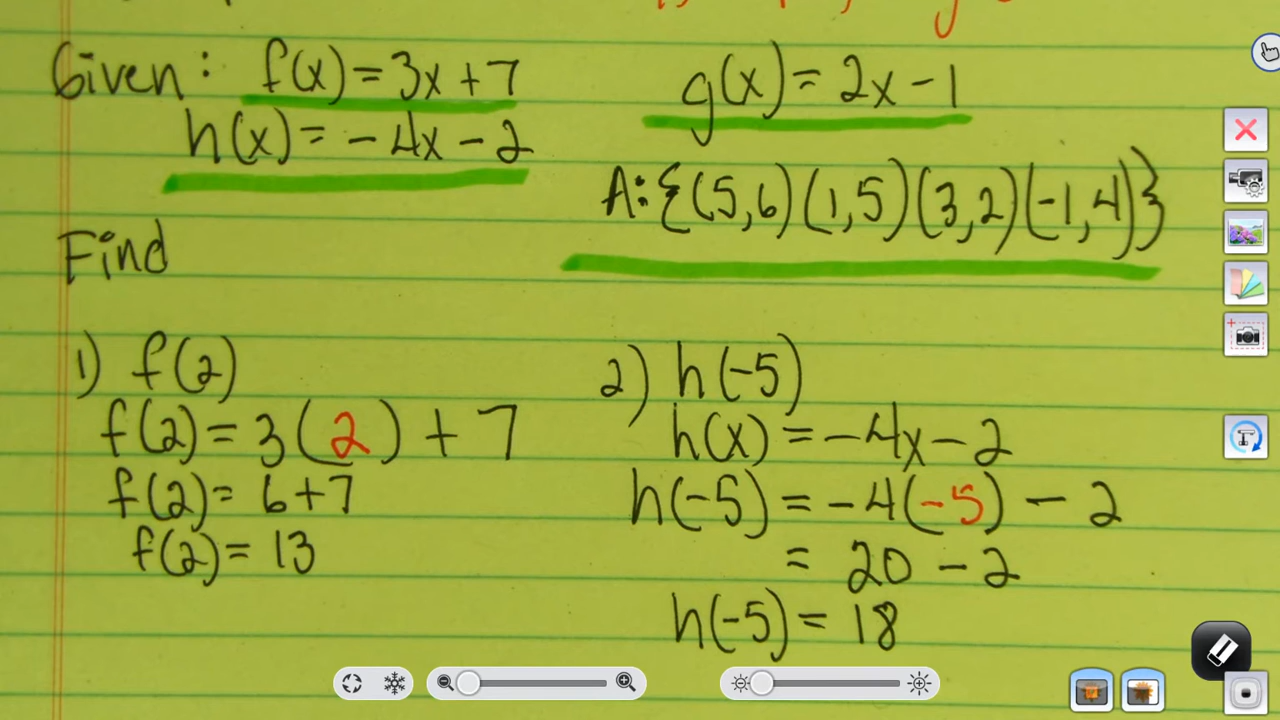 Given: f(x) = 3x + 7
g(x) = 2x - 1
h(x) = -4x - 2
A: {(5,6)(1,5)(3,2)(-1,4)}
Find
1) f(2)
f(2) = 3(2) + 7
f(2) = 6+7
f(2) = 13
2) h(-5)
h(x) = -4x - 2
h(-5) = -4(-5) - 2
= 20 - 2
h(-5) = 18